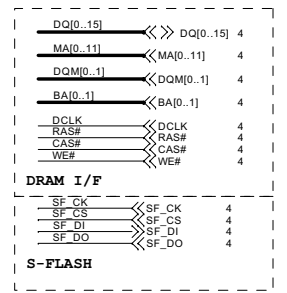 DQ[0..15] DQ[0..15] 4
MA[0..11] MA[0..11] 4
DQM[0..1] DQM[0..1] 4
BA[0..1] BA[0..1] 4
DCLK DCLK 4
RAS# RAS# 4
CAS# CAS# 4
WE# WE# 4
DRAM I/F
SF_CK SF_CK 4
SF_CS SF_CS 4
SF_DI SF_DI 4
SF_DO SF_DO 4
S-FLASH